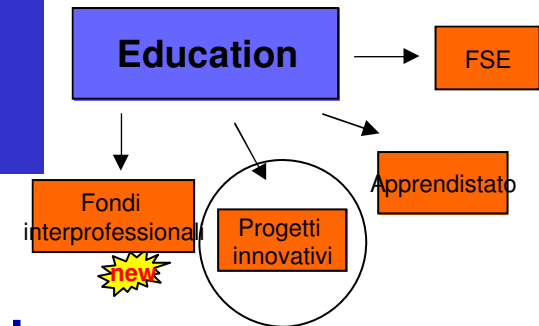 Education
FSE
Apprendistato
Fondi
interprofessionali
Progetti
innovativi
new